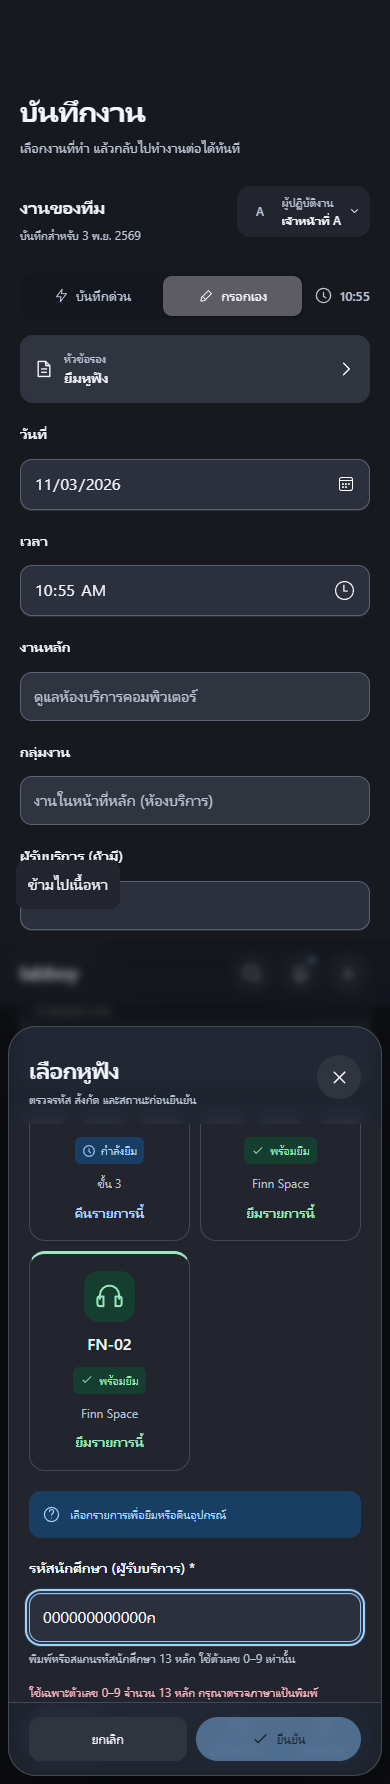 บันทึกงาน
เลือกงานที่ทำ แล้วกลับไปทำงานต่อได้ทันที
งานของทีม
บันทึกสำหรับ 3 พ.ย. 2569
A
ผู้ปฏิบัติงาน
เจ้าหน้าที่ A
บันทึกด่วน
กรอกเอง
10:55
หัวข้อรอง
ยืมหูฟัง
วันที่
11/03/2026
เวลา
10:55 AM
งานหลัก
ดูแลห้องบริการคอมพิวเตอร์
กลุ่มงาน
งานในหน้าที่หลัก (ห้องบริการ)
ผู้รับบริการ (ถ้ามี)
ข้ามไปเนื้อหา
เลือกหูฟัง
ตรวจรหัส สังกัด และสถานะก่อนยืนยัน
กำลังยืม
ชั้น 3
คืนรายการนี้
พร้อมยืม
Finn Space
ยืมรายการนี้
FN-02
พร้อมยืม
Finn Space
ยืมรายการนี้
เลือกรายการเพื่อยืมหรือคืนอุปกรณ์
รหัสนักศึกษา (ผู้รับบริการ) *
000000000000ก
พิมพ์หรือสแกนรหัสนักศึกษา 13 หลัก ใช้ตัวเลข 0–9 เท่านั้น
ใช้เฉพาะตัวเลข 0–9 จำนวน 13 หลัก กรุณาตรวจภาษาแป้นพิมพ์
ยกเลิก
ยืนยัน